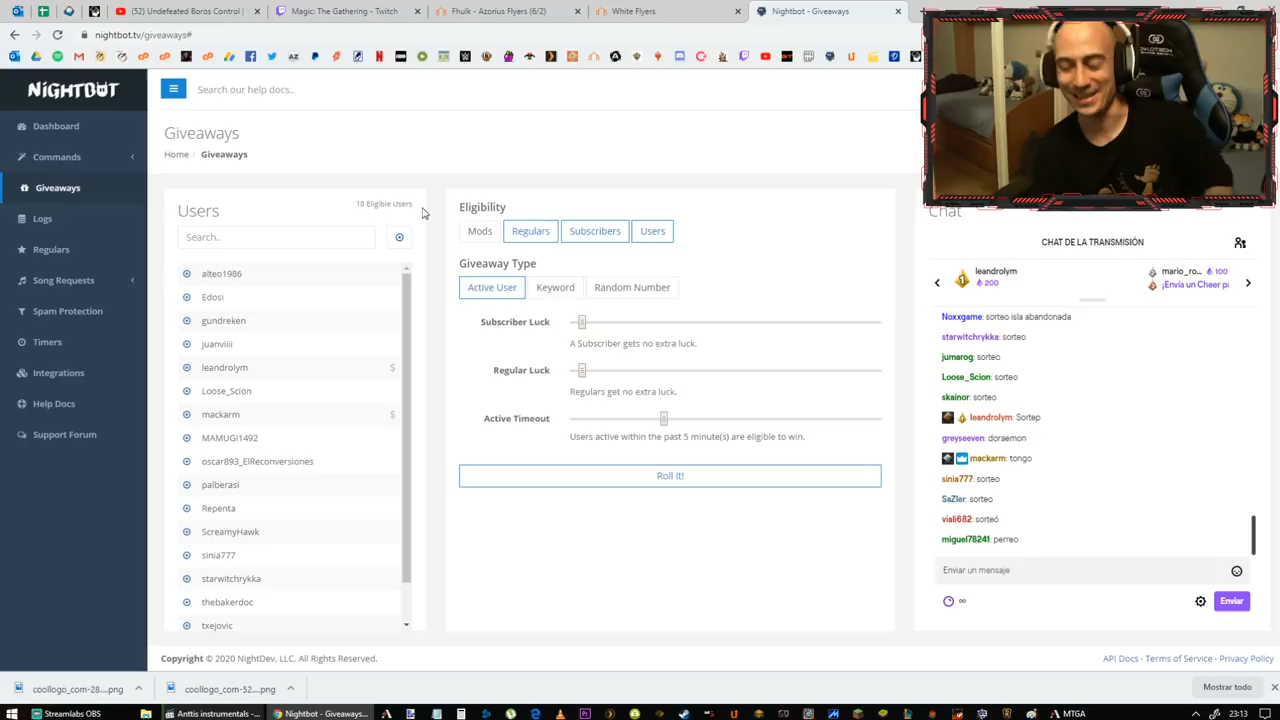 52 Undefeated Boros Control D
Magic: The Gathering - Twitch
Fhulk - Azorius Flyers (6/2)
White Flyers
Nightbot - Giveaways
nightbot.tv/giveaways#
NIGHTBOT
Search our help docs..
Dashboard
Commands
Giveaways
Logs
Regulars
Song Requests
Spam Protection
Timers
Integrations
Help Docs
Support Forum
Giveaways
Home / Giveaways
18 Eligible Users
Users
Search..
alteo1986
Edosi
gundreken
juanviiii
leandrolym $
Loose_Scion
mackarm $
MAMUGI1492
oscar893_ElReconversiones
palberasi
Repenta
ScreamyHawk
sinia777
starwitchrykka
thebakerdoc
txejovic
Eligibility
Mods Regulars Subscribers Users
Giveaway Type
Active User Keyword Random Number
Subscriber Luck
A Subscriber gets no extra luck.
Regular Luck
Regulars get no extra luck.
Active Timeout
Users active within the past 5 minute(s) are eligible to win.
Roll It!
Chat
CHAT DE LA TRANSMISIÓN
1 leandrolym
200
mario_ro... 100
¡Envía un Cheer pa
Noxxgame: sorteo isla abandonada
starwitchrykka: sorteo
jumarog: sorteo
Loose_Scion: sorteo
skainor: sorteo
leandrolym: Sortep
greyseeven: doraemon
mackarm: tongo
sinia777: sorteo
SaZler: sorteo
viali682: sorteó
miguel78241: perreo
Enviar un mensaje
∞
Enviar
Copyright © 2020 NightDev, LLC. All Rights Reserved.
API Docs · Terms of Service · Privacy Policy
coollogo_com-28....png
coollogo_com-52....png
Mostrar todo
Streamlabs OBS
Anttis instrumentals -
Nightbot - Giveaways...
MTGA
23:13